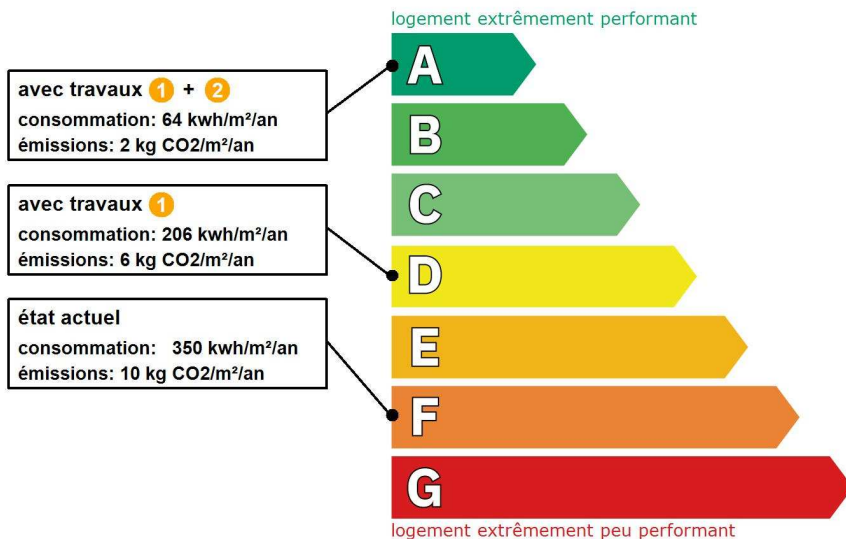 logement extrêmement performant
A
avec travaux 1 + 2
consommation: 64 kwh/m²/an
émissions: 2 kg CO2/m²/an
B
avec travaux 1
consommation: 206 kwh/m²/an
émissions: 6 kg CO2/m²/an
C
D
état actuel
consommation: 350 kwh/m²/an
émissions: 10 kg CO2/m²/an
E
F
G
logement extrêmement peu performant